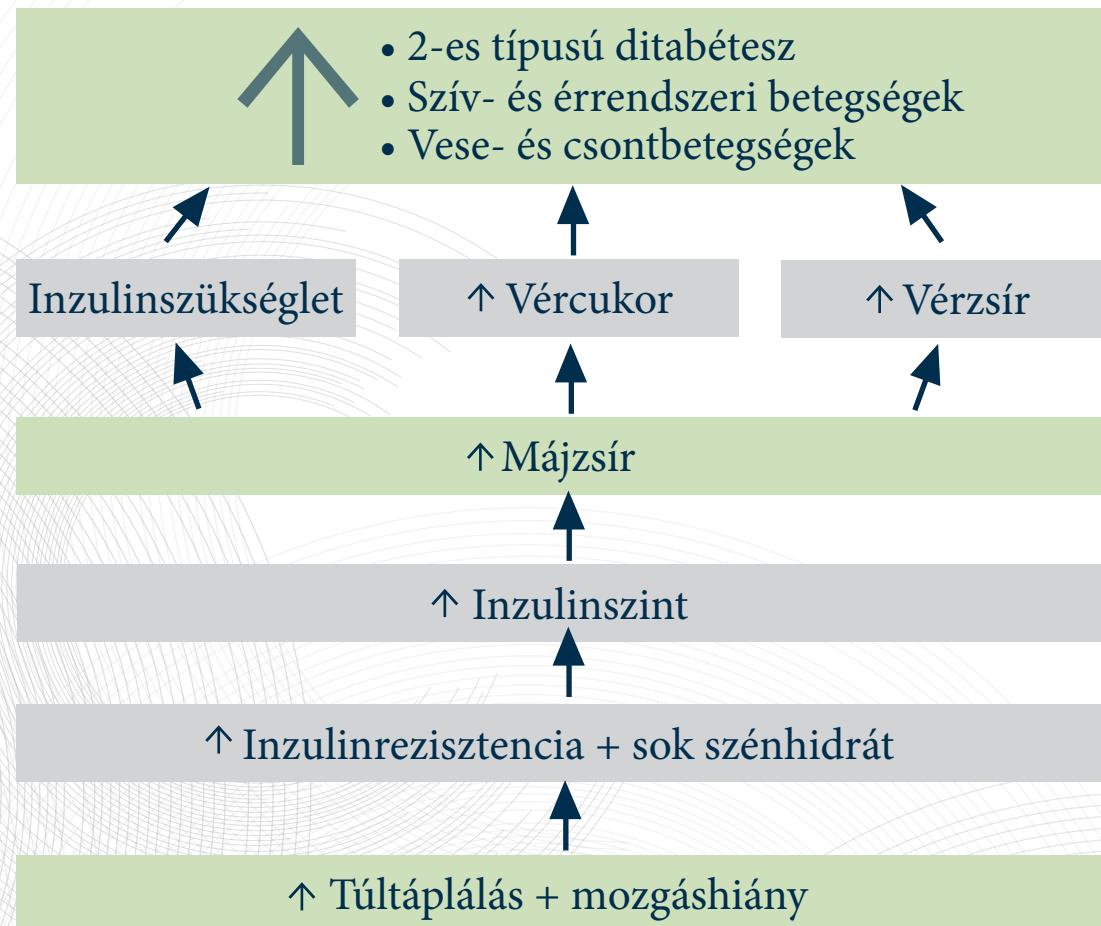 • 2-es típusú ditabétesz
• Szív- és érrendszeri betegségek
• Vese- és csontbetegségek
Inzulinszükséglet
↑ Vércukor
↑ Vérzsír
↑ Májzsír
↑ Inzulinszint
↑ Inzulinrezisztencia + sok szénhidrát
↑ Túltáplálás + mozgáshiány